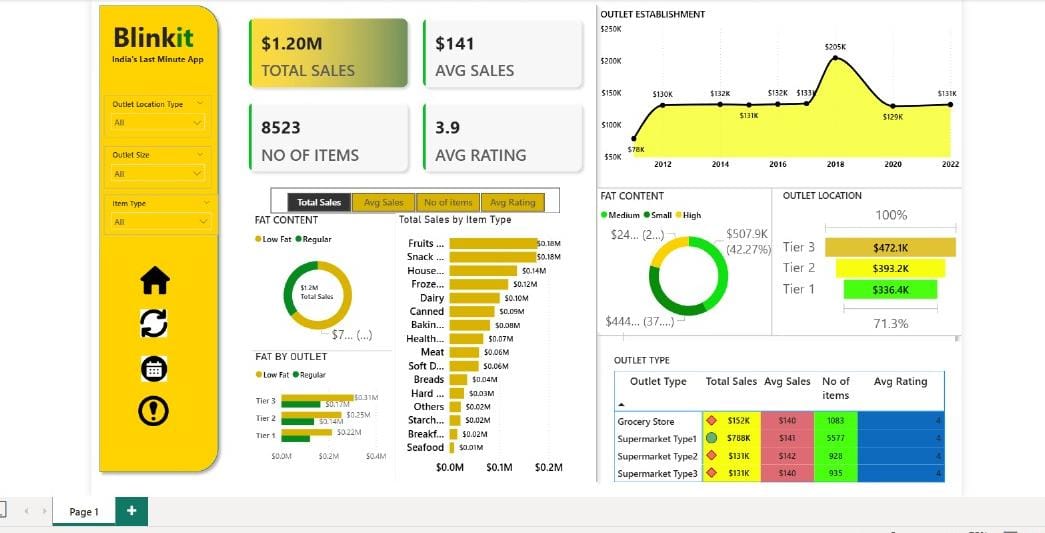 Blinkit
India's Last Minute App
Outlet Location Type
All
Outlet Size
All
Item Type
All
$1.20M
TOTAL SALES
$141
AVG SALES
8523
NO OF ITEMS
3.9
AVG RATING
OUTLET ESTABLISHMENT
$250K
$200K
$150K
$100K
$50K
$78K
$130K
$132K
$131K
$132K
$133K
$205K
$129K
$131K
2012 2014 2016 2018 2020 2022
Total Sales Avg Sales No of items Avg Rating
FAT CONTENT
Low Fat Regular
$1.2M
Total Sales
$7... (...)
FAT BY OUTLET
Low Fat Regular
Tier 3 $0.31M
$0.17M
Tier 2 $0.25M
$0.14M
Tier 1 $0.22M
$0.0M $0.2M $0.4M
Total Sales by Item Type
Fruits ... $0.18M
Snack ... $0.18M
House... $0.14M
Froze... $0.12M
Dairy $0.10M
Canned $0.09M
Bakin... $0.08M
Health... $0.07M
Meat $0.06M
Soft D... $0.06M
Breads $0.04M
Hard ... $0.03M
Others $0.02M
Starch... $0.02M
Breakf... $0.02M
Seafood $0.01M
$0.0M $0.1M $0.2M
FAT CONTENT
Medium Small High
$24... (2...)
$507.9K
(42.27%)
$444... (37....)
OUTLET LOCATION
100%
Tier 3 $472.1K
Tier 2 $393.2K
Tier 1 $336.4K
71.3%
OUTLET TYPE
Outlet Type Total Sales Avg Sales No of items Avg Rating
Grocery Store $152K $140 1083 4
Supermarket Type1 $788K $141 5577 4
Supermarket Type2 $131K $142 928 4
Supermarket Type3 $131K $140 935 4
Page 1
+